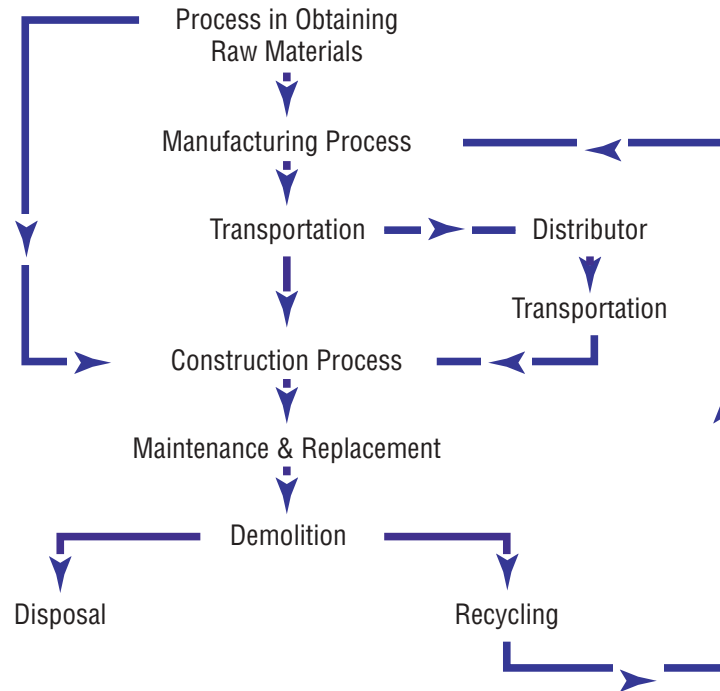 Process in Obtaining
Raw Materials
Manufacturing Process
Transportation
Distributor
Transportation
Construction Process
Maintenance & Replacement
Demolition
Disposal
Recycling